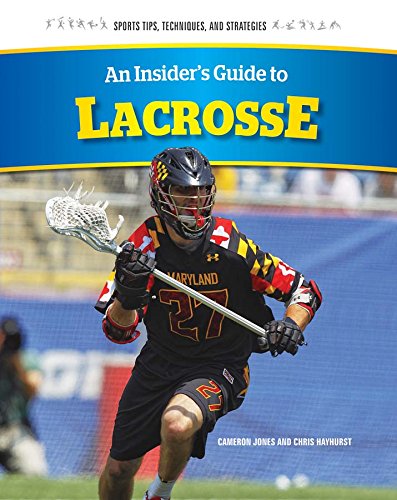 SPORTS TIPS, TECHNIQUES, AND STRATEGIES
An Insider's Guide to
LACROSSE
MARYLAND
27
27
CAMERON JONES AND CHRIS HAYHURST